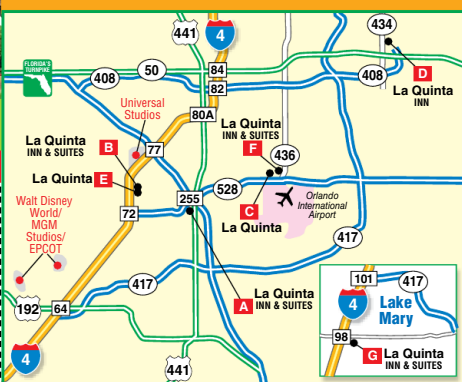 441
4
434
FLORIDA'S
TURNPIKE
50
408
84
82
408
D
La Quinta
INN
Universal
Studios
80A
La Quinta
INN & SUITES
F
436
La Quinta
INN & SUITES
B
77
La Quinta
E
528
255
C
La Quinta
Orlando
International
Airport
72
Walt Disney
World/
MGM
Studios/
EPCOT
417
417
A
La Quinta
INN & SUITES
192
64
4
441
101
417
4
Lake
Mary
98
G
La Quinta
INN & SUITES